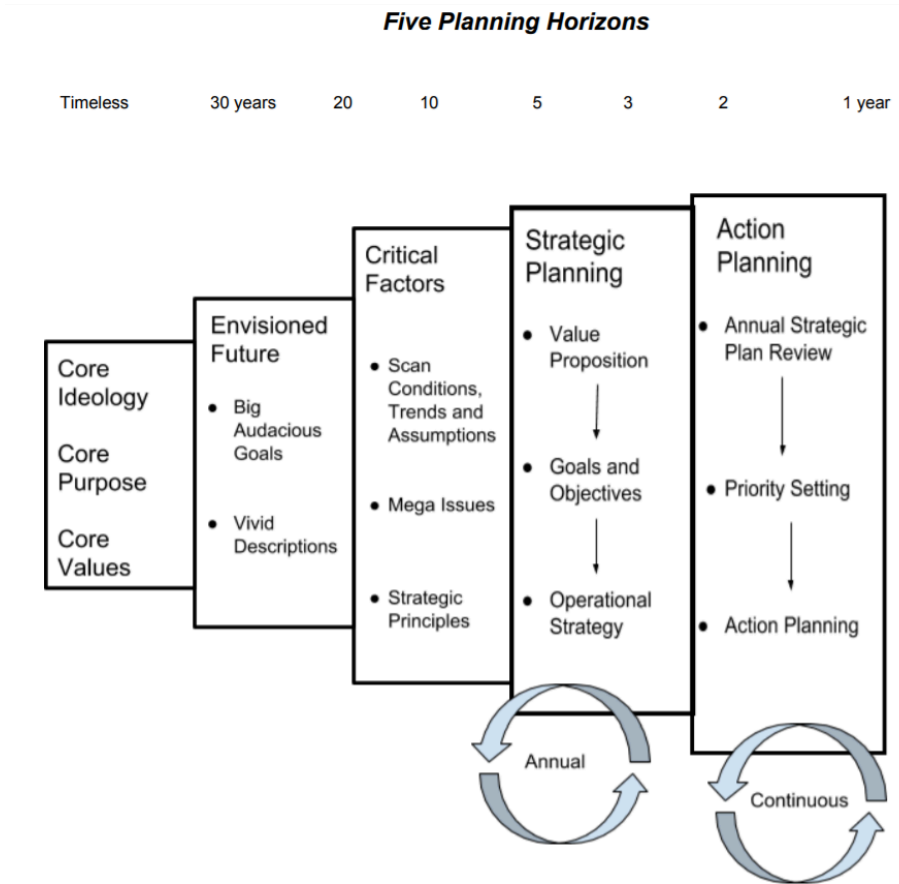 Five Planning Horizons
Timeless 30 years 20 10 5 3 2 1 year
Core
Ideology
Core
Purpose
Core
Values
Envisioned
Future
• Big
Audacious
Goals
• Vivid
Descriptions
Critical
Factors
• Scan
Conditions,
Trends and
Assumptions
• Mega Issues
• Strategic
Principles
Strategic
Planning
• Value
Proposition
• Goals and
Objectives
• Operational
Strategy
Annual
Action
Planning
• Annual Strategic
Plan Review
• Priority Setting
• Action Planning
Continuous